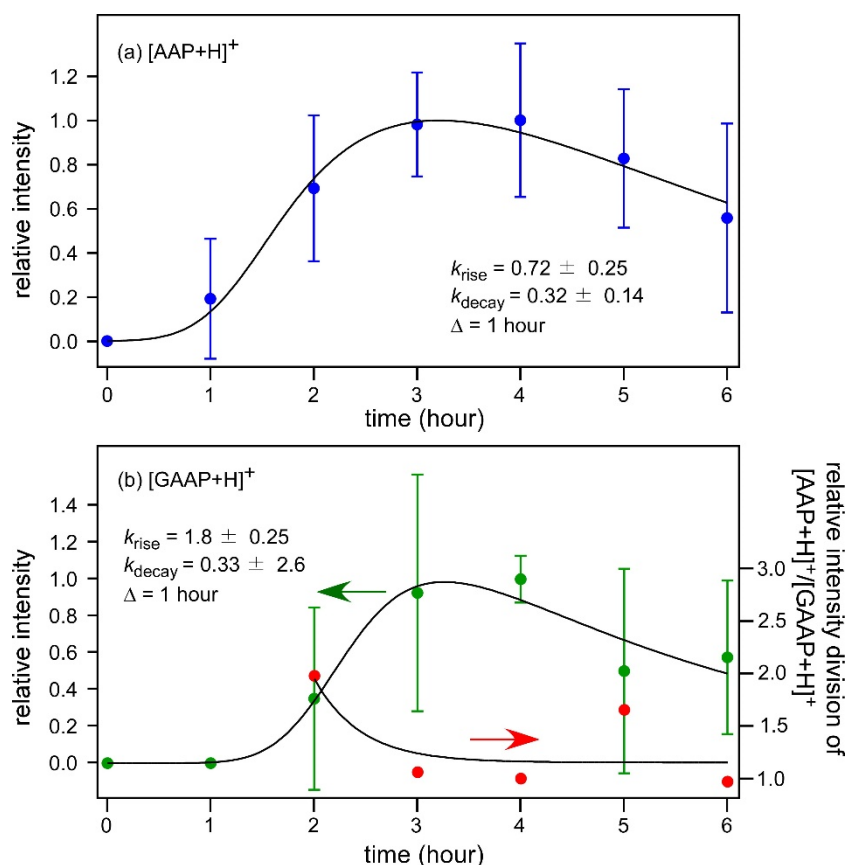 (a) [AAP+H]⁺
relative intensity
1.2
1.0
0.8
0.6
0.4
0.2
0.0
k_rise = 0.72 ± 0.25
k_decay = 0.32 ± 0.14
Δ = 1 hour
0 1 2 3 4 5 6
time (hour)
(b) [GAAP+H]⁺
relative intensity
1.4
1.2
1.0
0.8
0.6
0.4
0.2
0.0
k_rise = 1.8 ± 0.25
k_decay = 0.33 ± 2.6
Δ = 1 hour
3.0
2.5
2.0
1.5
1.0
relative intensity division of
[AAP+H]⁺/[GAAP+H]⁺
0 1 2 3 4 5 6
time (hour)